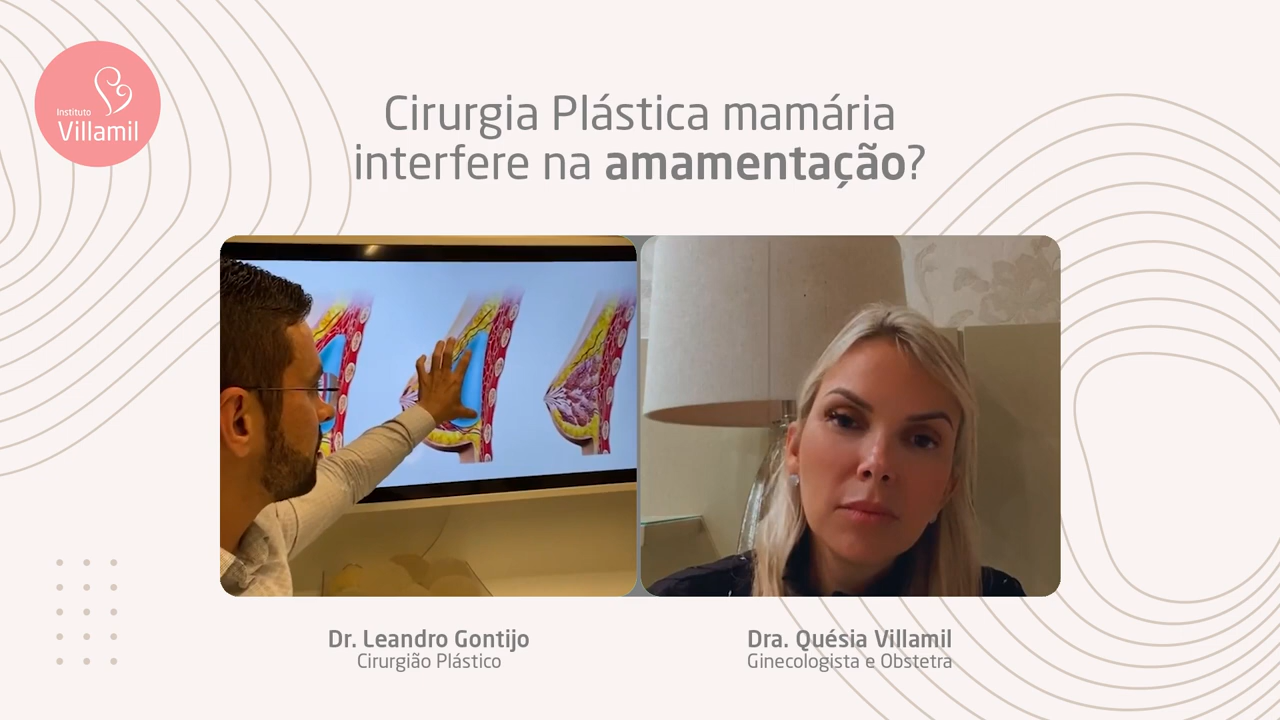 Instituto
Villamil
Cirurgia Plástica mamária
interfere na amamentação?
Dr. Leandro Gontijo
Cirurgião Plástico
Dra. Quésia Villamil
Ginecologista e Obstetra